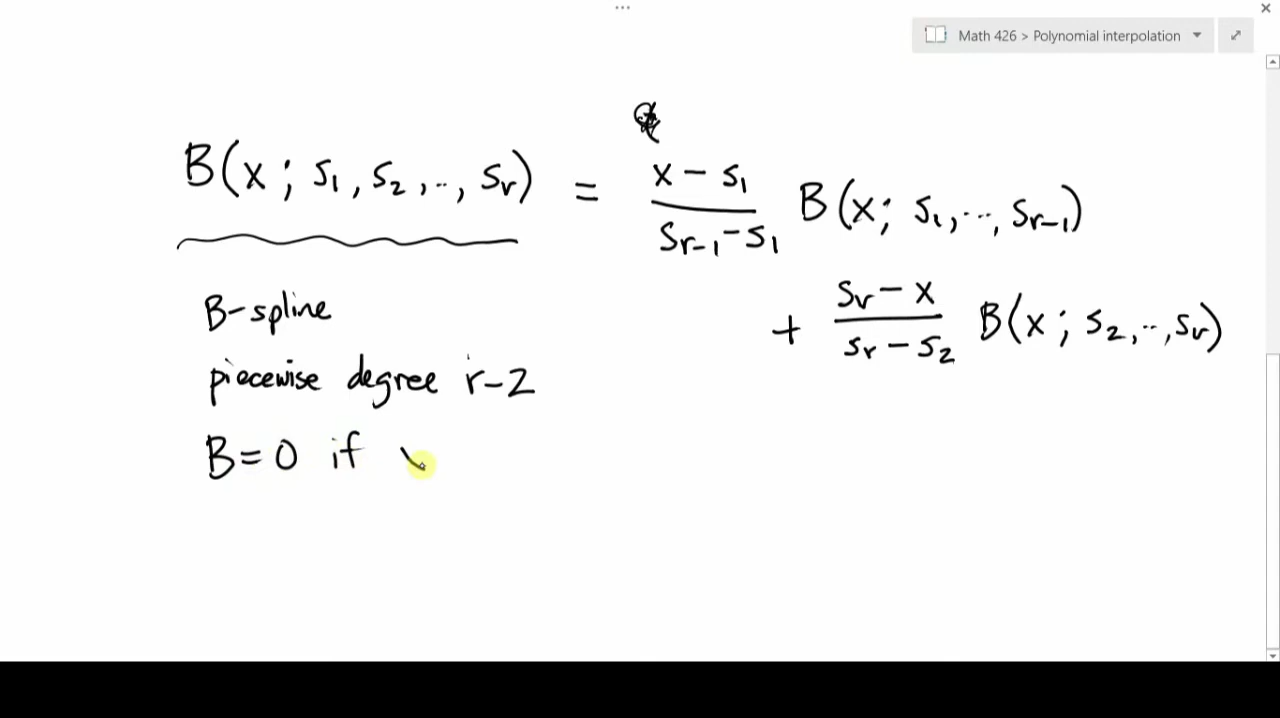 Math 426 > Polynomial interpolation
B(x; s₁, s₂, .., sᵣ) = (x − s₁)/(sᵣ₋₁ − s₁) B(x; s₁, ..., sᵣ₋₁)
+ (sᵣ − x)/(sᵣ − s₂) B(x; s₂, .., sᵣ)
B-spline
piecewise degree r-2
B = 0 if